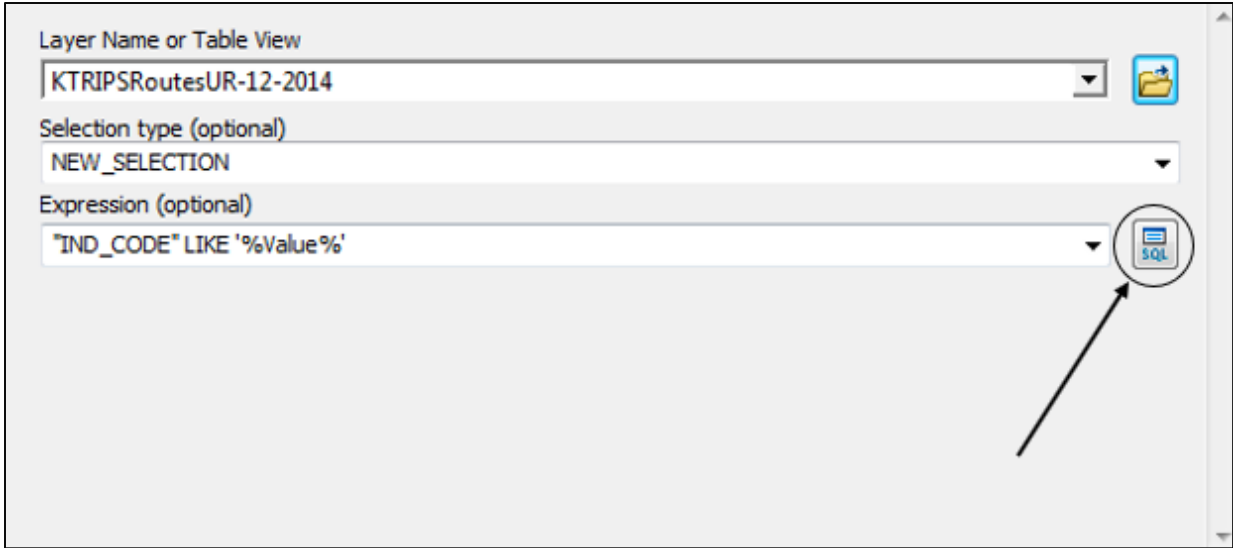 Layer Name or Table View
KTRIPSRoutesUR-12-2014
Selection type (optional)
NEW_SELECTION
Expression (optional)
"IND_CODE" LIKE '%Value%'
SQL